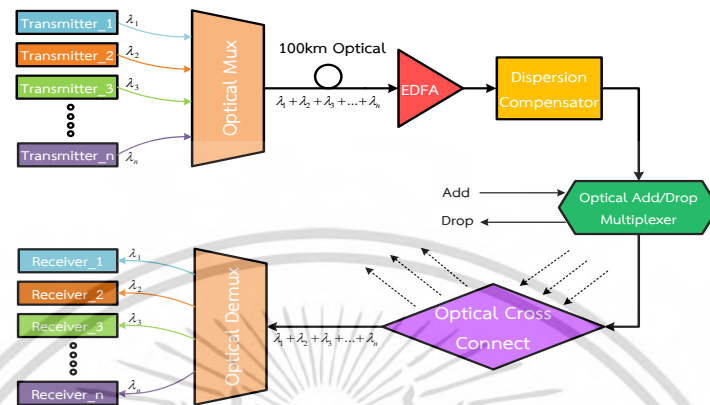 Transmitter_1
λ1
Transmitter_2
λ2
Transmitter_3
λ3
Transmitter_n
λn
Optical Mux
100km Optical
λ1 + λ2 + λ3 + ... + λn
EDFA
Dispersion
Compensator
Add
Drop
Optical Add/Drop
Multiplexer
Receiver_1
λ1
Receiver_2
λ2
Receiver_3
λ3
Receiver_n
λn
Optical Demux
λ1 + λ2 + λ3 + ... + λn
Optical Cross
Connect